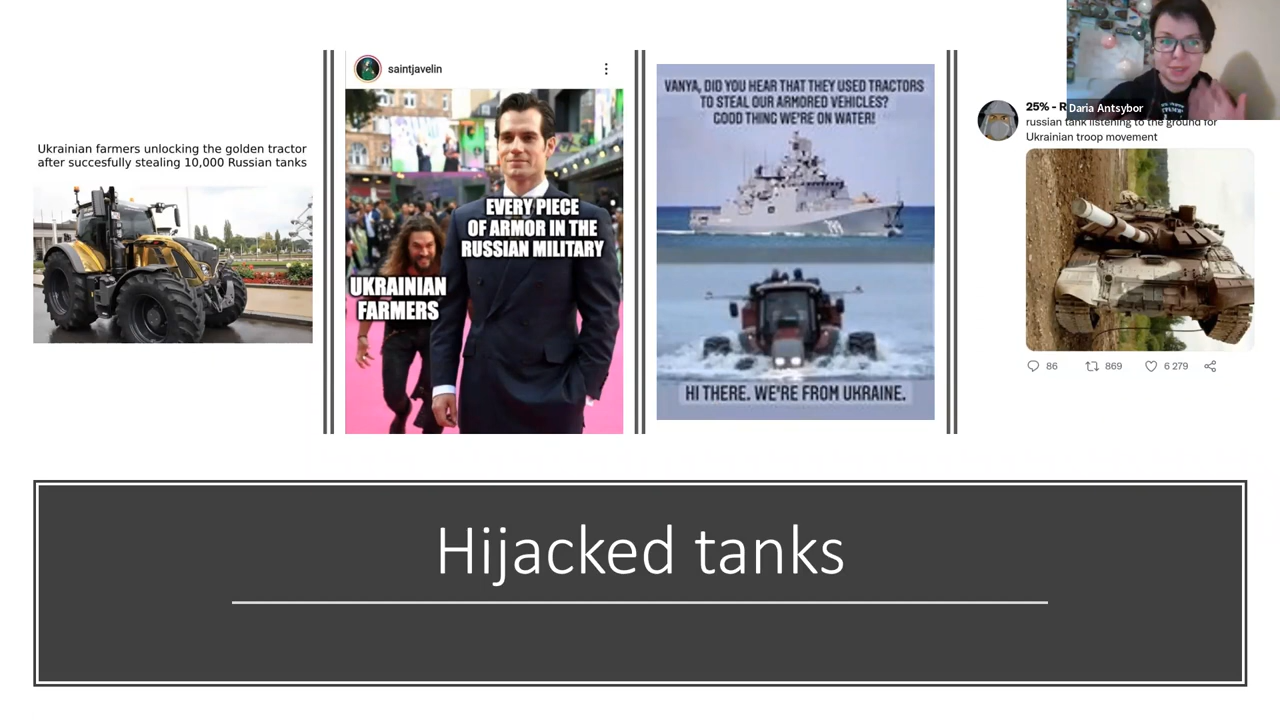 Ukrainian farmers unlocking the golden tractor
after succesfully stealing 10,000 Russian tanks
saintjavelin
EVERY PIECE
OF ARMOR IN THE
RUSSIAN MILITARY
UKRAINIAN
FARMERS
VANYA, DID YOU HEAR THAT THEY USED TRACTORS
TO STEAL OUR ARMORED VEHICLES?
GOOD THING WE'RE ON WATER!
HI THERE. WE'RE FROM UKRAINE.
Daria Antsybor
25% - R
russian tank listening to the ground for
Ukrainian troop movement
86 869 6 279
Hijacked tanks